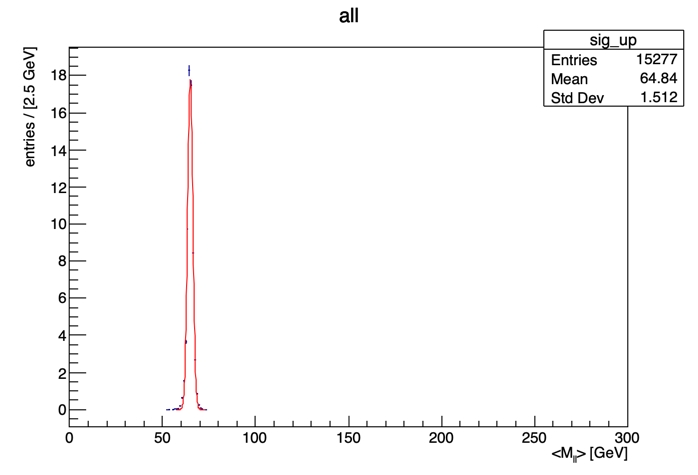 all
sig_up
Entries 15277
Mean 64.84
Std Dev 1.512
entries / [2.5 GeV]
18
16
14
12
10
8
6
4
2
0
0 50 100 150 200 250 300
<M_ll> [GeV]